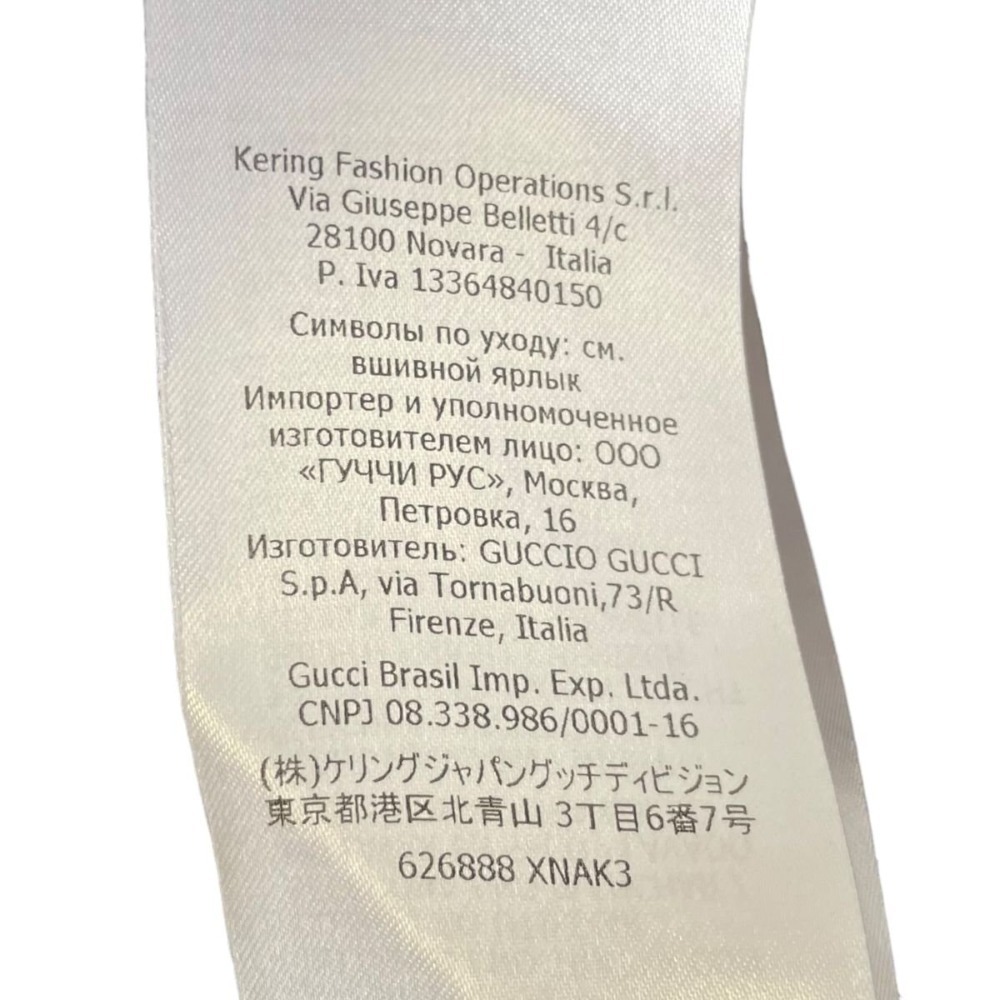 Kering Fashion Operations S.r.l.
Via Giuseppe Belletti 4/c
28100 Novara - Italia
P. Iva 13364840150
Символы по уходу: см.
вшивной ярлык
Импортер и уполномоченное
изготовителем лицо: ООО
«ГУЧЧИ РУС», Москва,
Петровка, 16
Изготовитель: GUCCIO GUCCI
S.p.A, via Tornabuoni,73/R
Firenze, Italia
Gucci Brasil Imp. Exp. Ltda.
CNPJ 08.338.986/0001-16
(株)ケリングジャパングッチディビジョン
東京都港区北青山 3丁目6番7号
626888 XNAK3